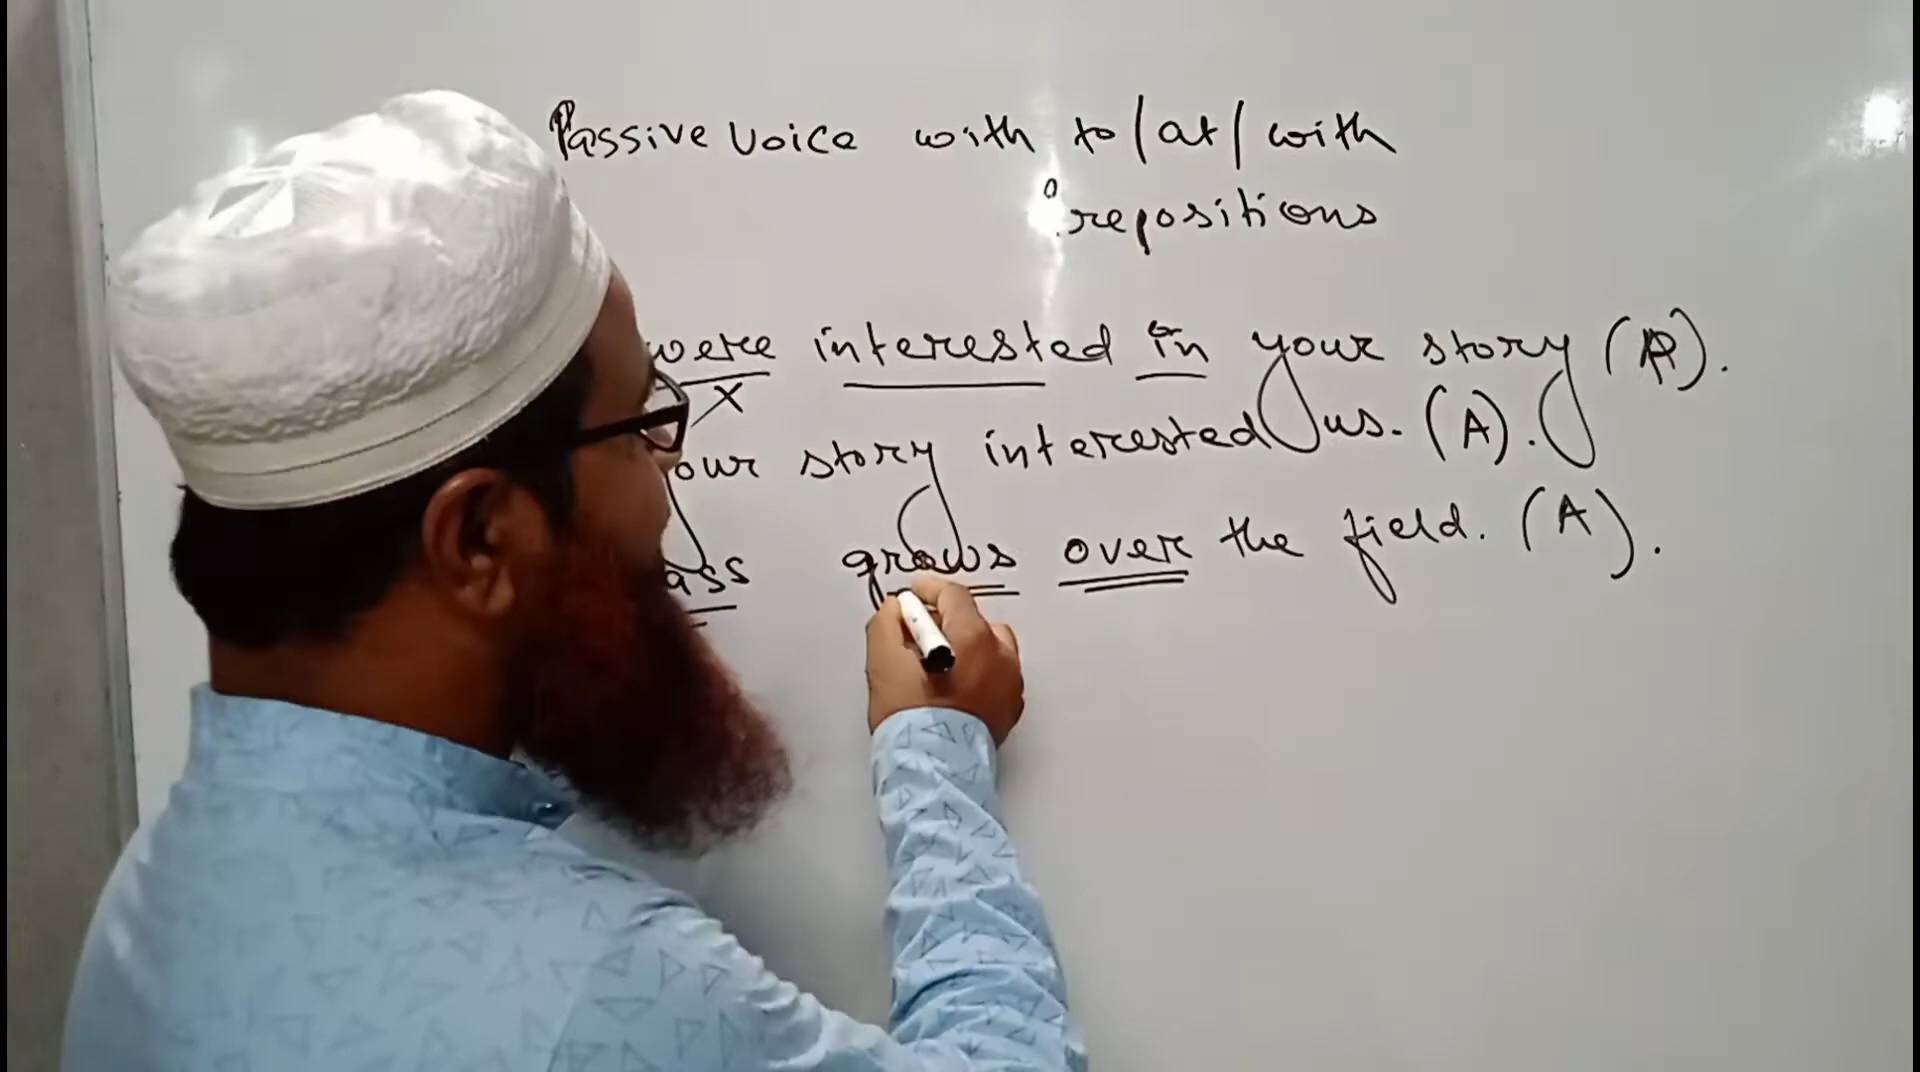 Passive voice with to/at/with
repositions
were interested in your story (P).
our story interested us. (A).
ass grows over the field. (A).